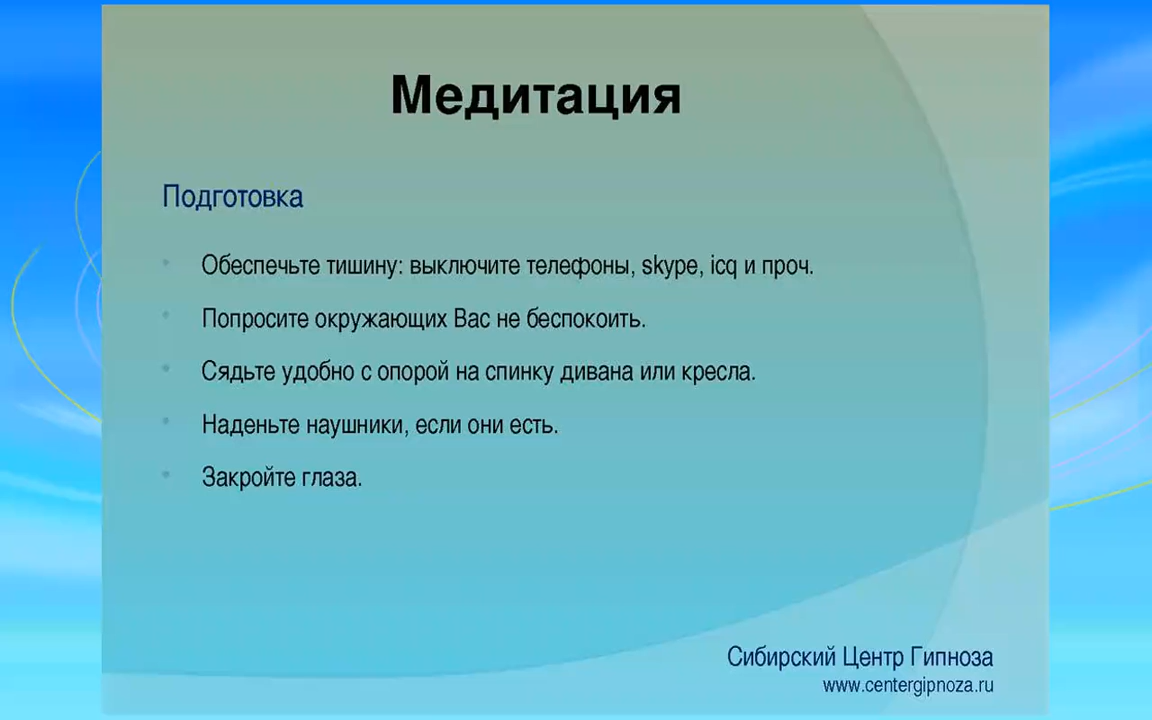 Медитация
Подготовка
Обеспечьте тишину: выключите телефоны, skype, icq и проч.
Попросите окружающих Вас не беспокоить.
Сядьте удобно с опорой на спинку дивана или кресла.
Наденьте наушники, если они есть.
Закройте глаза.
Сибирский Центр Гипноза
www.centergipnoza.ru